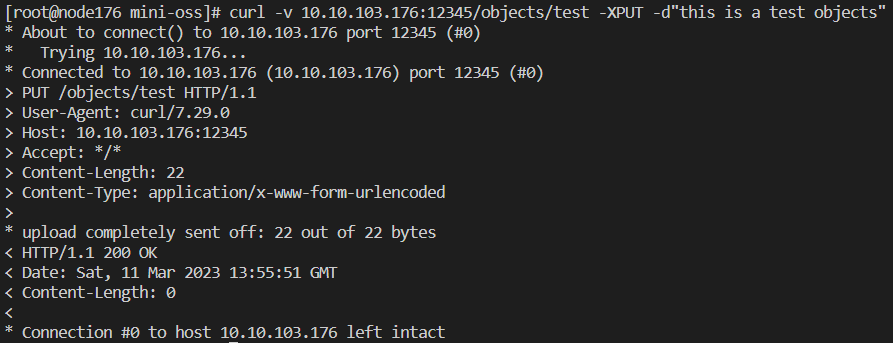 [root@node176 mini-oss]# curl -v 10.10.103.176:12345/objects/test -XPUT -d"this is a test objects"
* About to connect() to 10.10.103.176 port 12345 (#0)
*   Trying 10.10.103.176...
* Connected to 10.10.103.176 (10.10.103.176) port 12345 (#0)
> PUT /objects/test HTTP/1.1
> User-Agent: curl/7.29.0
> Host: 10.10.103.176:12345
> Accept: */*
> Content-Length: 22
> Content-Type: application/x-www-form-urlencoded
>
* upload completely sent off: 22 out of 22 bytes
< HTTP/1.1 200 OK
< Date: Sat, 11 Mar 2023 13:55:51 GMT
< Content-Length: 0
<
* Connection #0 to host 10.10.103.176 left intact